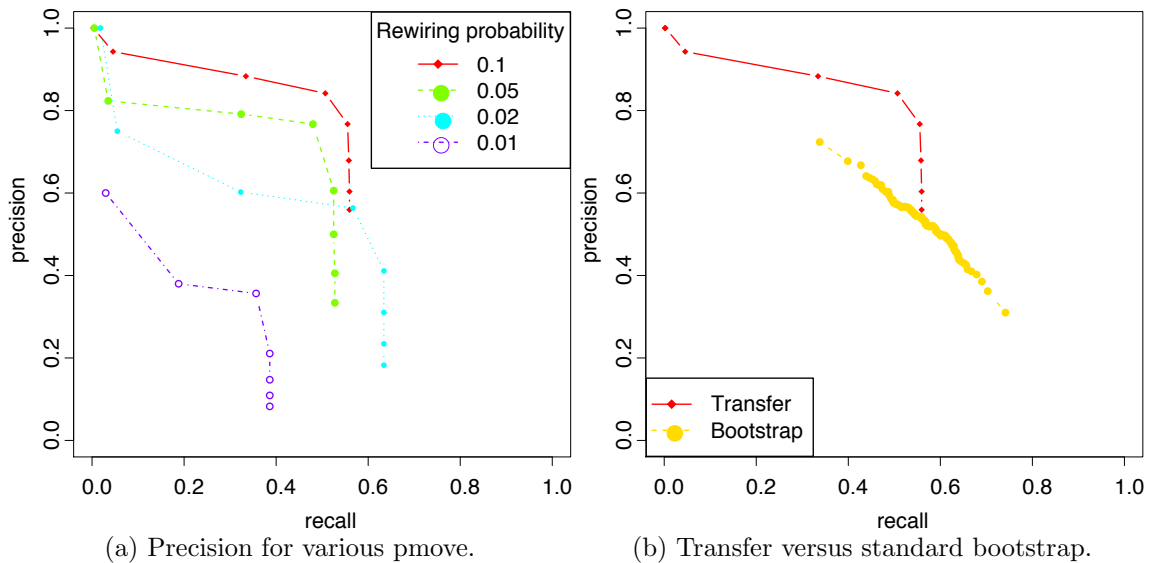 Rewiring probability
0.1
0.05
0.02
0.01
precision
0.0 0.2 0.4 0.6 0.8 1.0
0.0 0.2 0.4 0.6 0.8 1.0
recall
(a) Precision for various pmove.
Transfer
Bootstrap
precision
0.0 0.2 0.4 0.6 0.8 1.0
0.0 0.2 0.4 0.6 0.8 1.0
recall
(b) Transfer versus standard bootstrap.